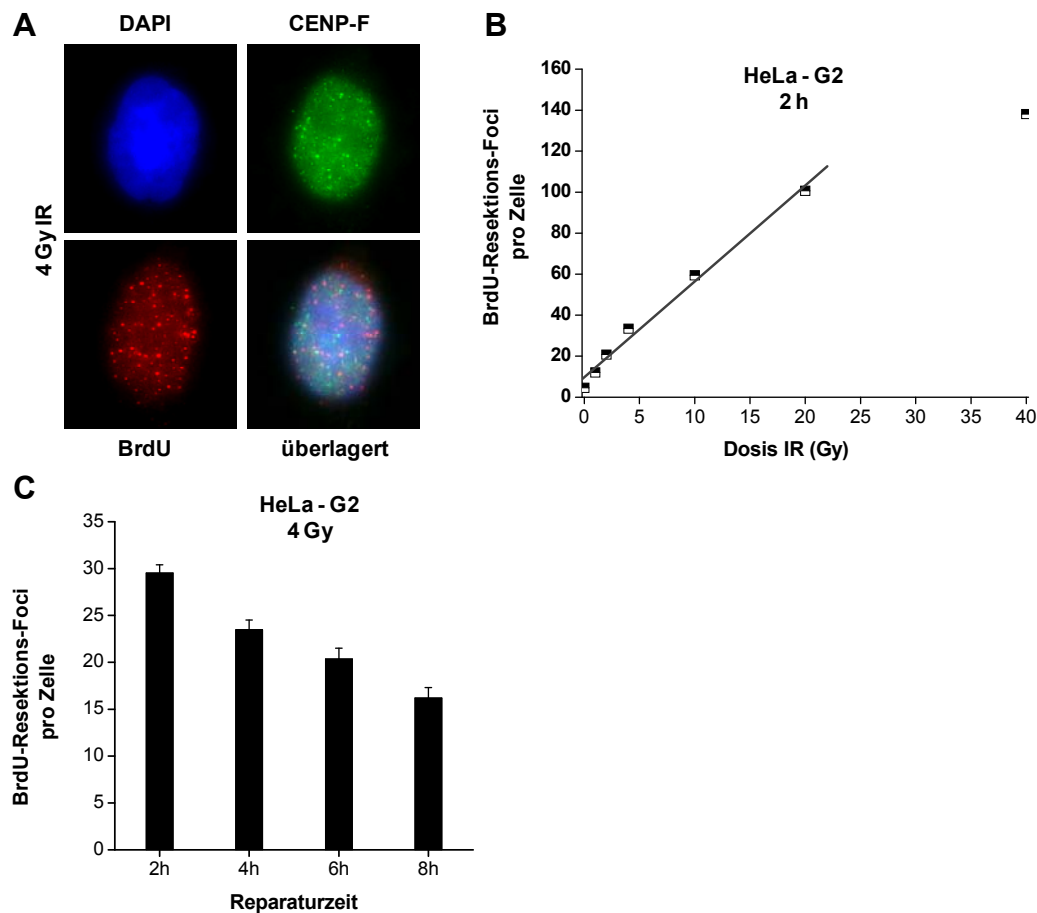 A
DAPI
CENP-F
4 Gy IR
BrdU
überlagert
B
HeLa - G2
2 h
BrdU-Resektions-Foci
pro Zelle
160
140
120
100
80
60
40
20
0
0 5 10 15 20 25 30 35 40
Dosis IR (Gy)
C
HeLa - G2
4 Gy
BrdU-Resektions-Foci
pro Zelle
35
30
25
20
15
10
5
0
2h 4h 6h 8h
Reparaturzeit